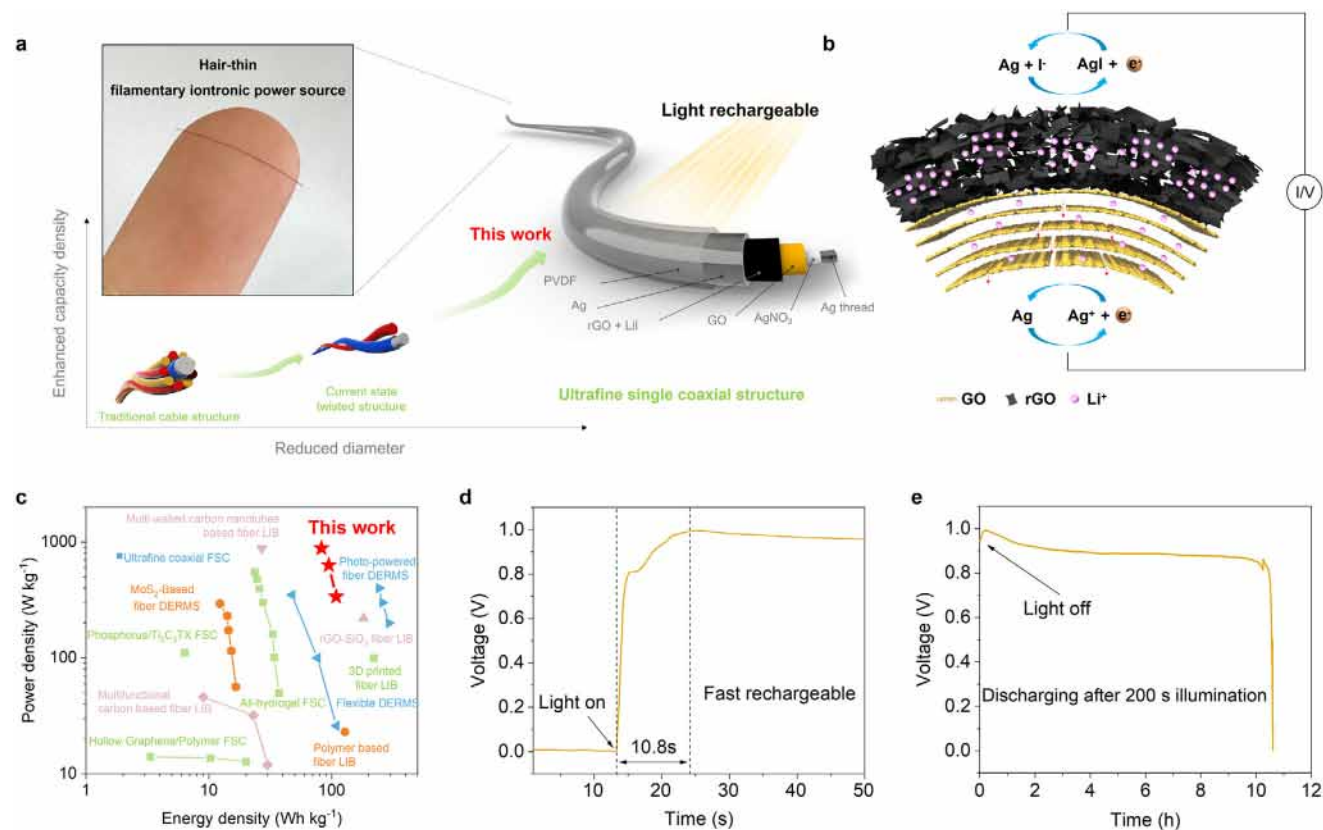 a
Hair-thin
filamentary iontronic power source
Light rechargeable
This work
PVDF
Ag
rGO + LiI
GO
AgNO₃
Ag thread
Traditional cable structure
Current state
twisted structure
Ultrafine single coaxial structure
Enhanced capacity density
Reduced diameter
b
Ag + I⁻
AgI + e⁻
I/V
Ag
Ag⁺ + e⁻
GO
rGO
Li⁺
c
Multi-walled carbon nanotubes
based fiber LIB
This work
Ultrafine coaxial FSC
Photo-powered
fiber DERMS
MoS₂-Based
fiber DERMS
Phosphorus/Ti₃C₂TX FSC
rGO-SiO₂ fiber LIB
3D printed
fiber LIB
Multifunctional
carbon based fiber LIB
All-hydrogel FSC
Flexible DERMS
Hollow Graphene/Polymer FSC
Polymer based
fiber LIB
1000
100
10
Power density (W kg⁻¹)
1
10
100
Energy density (Wh kg⁻¹)
d
1.0
0.8
0.6
0.4
0.2
0.0
Voltage (V)
Light on
Fast rechargeable
10.8s
10
20
30
40
50
Time (s)
e
1.0
0.8
0.6
0.4
0.2
0.0
Voltage (V)
Light off
Discharging after 200 s illumination
0
2
4
6
8
10
12
Time (h)